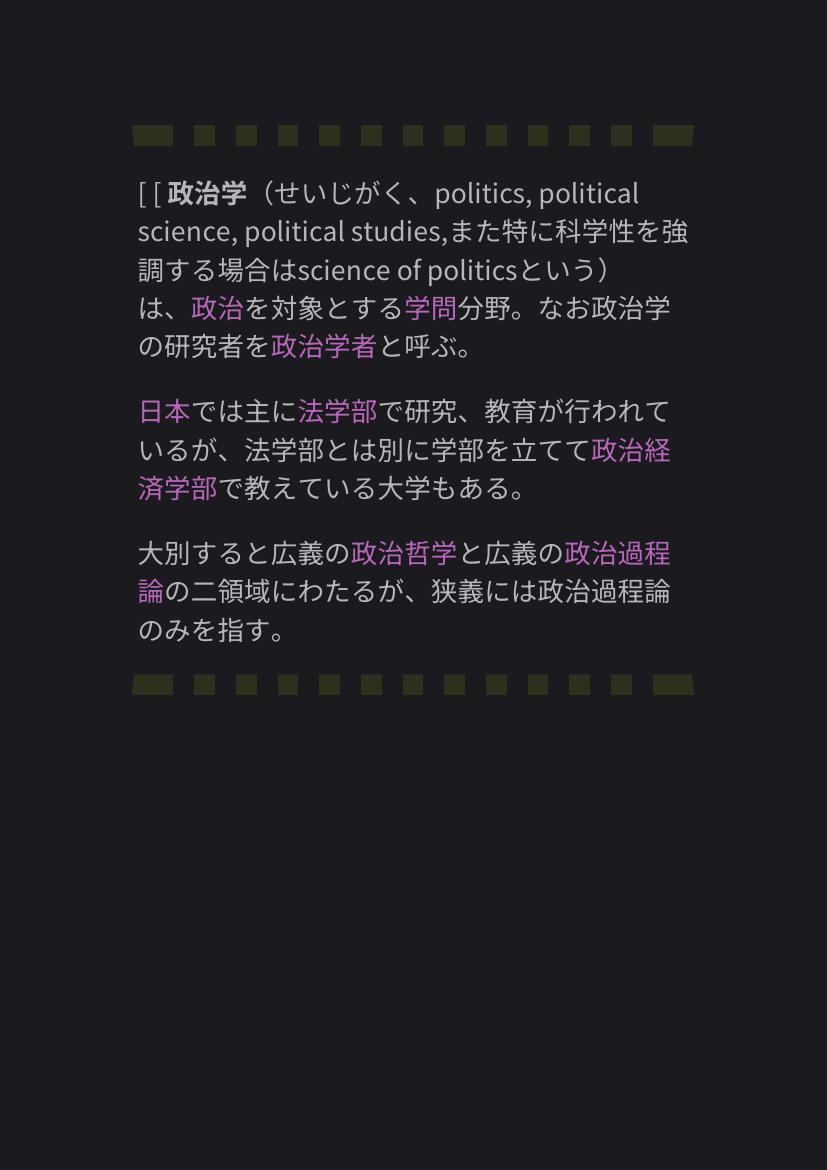 [ [ 政治学（せいじがく、politics, political
science, political studies,また特に科学性を強
調する場合はscience of politicsという）
は、政治を対象とする学問分野。なお政治学
の研究者を政治学者と呼ぶ。
日本では主に法学部で研究、教育が行われて
いるが、法学部とは別に学部を立てて政治経
済学部で教えている大学もある。
大別すると広義の政治哲学と広義の政治過程
論の二領域にわたるが、狭義には政治過程論
のみを指す。